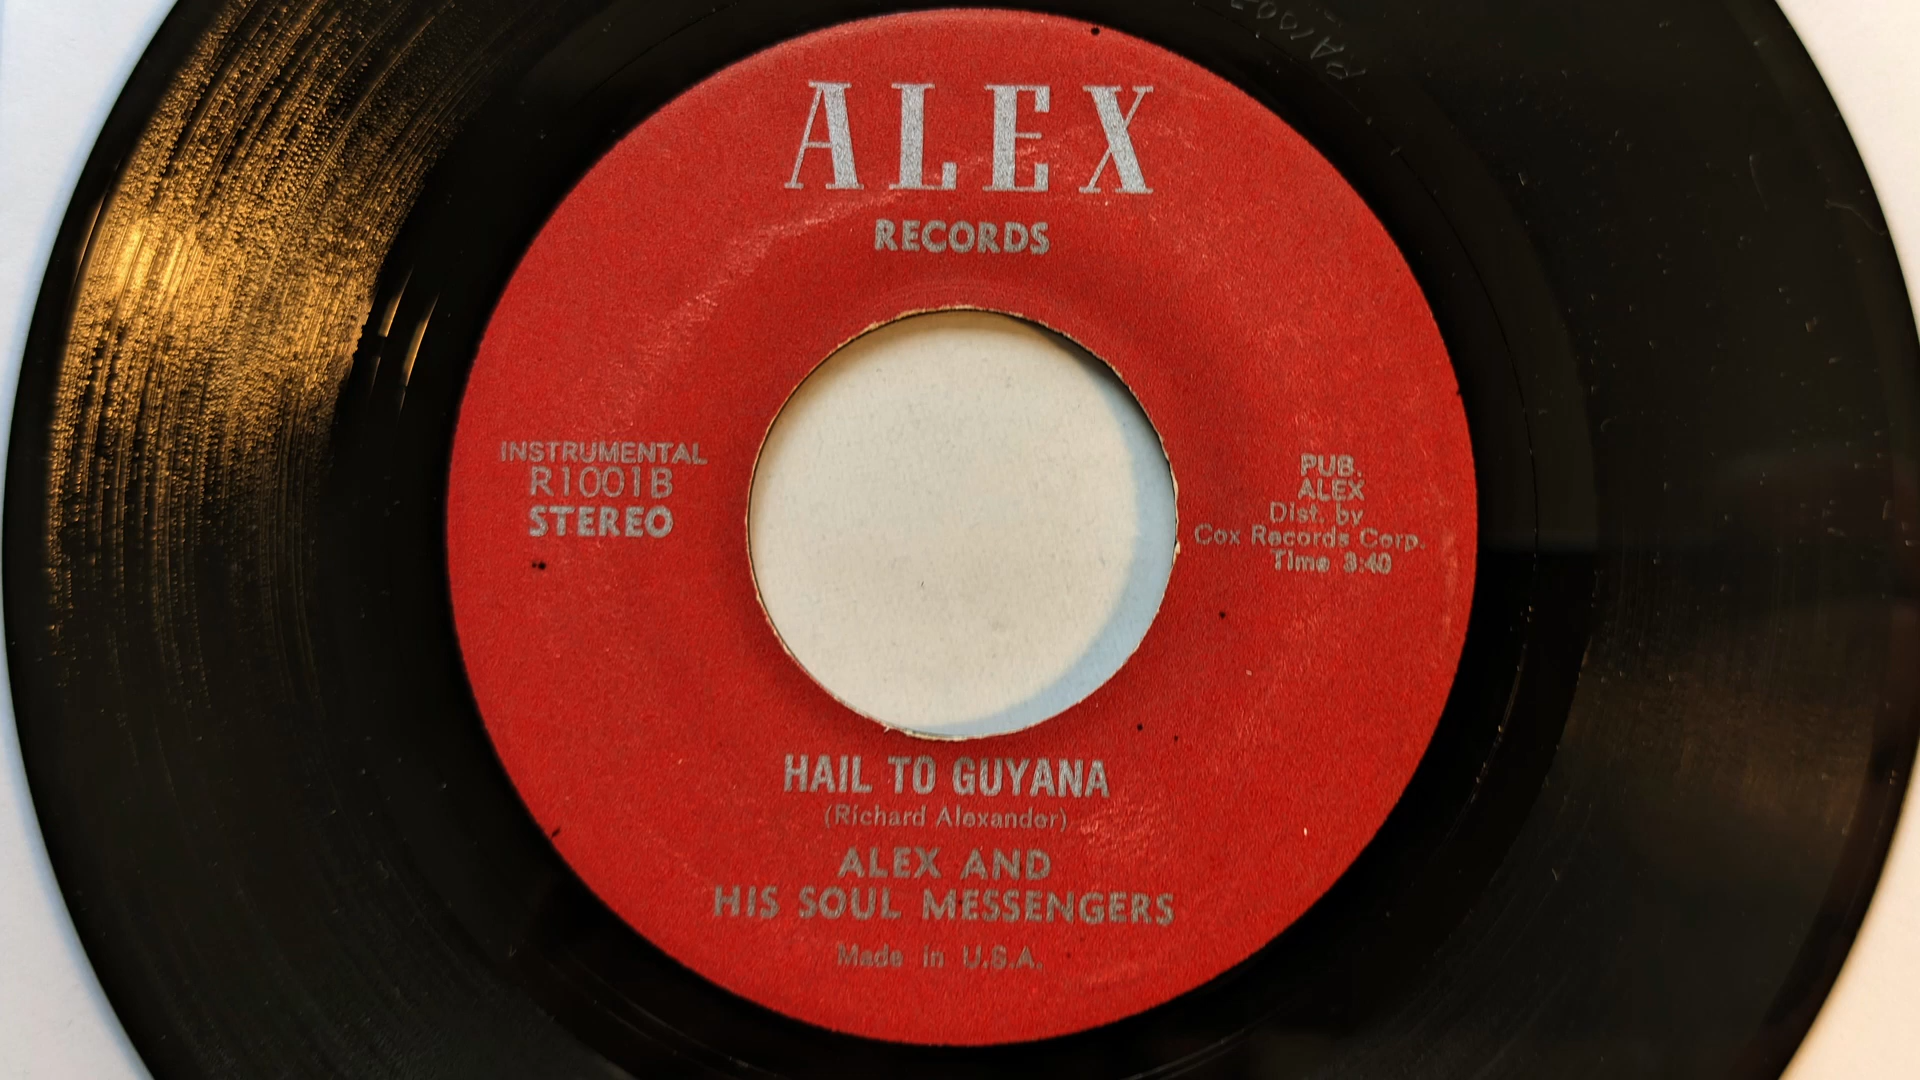 ALEX
RECORDS
INSTRUMENTAL
R1001B
STEREO
PUB.
ALEX
Dist. by
Cox Records Corp.
Time 3:40
HAIL TO GUYANA
(Richard Alexander)
ALEX AND
HIS SOUL MESSENGERS
Made in U.S.A.